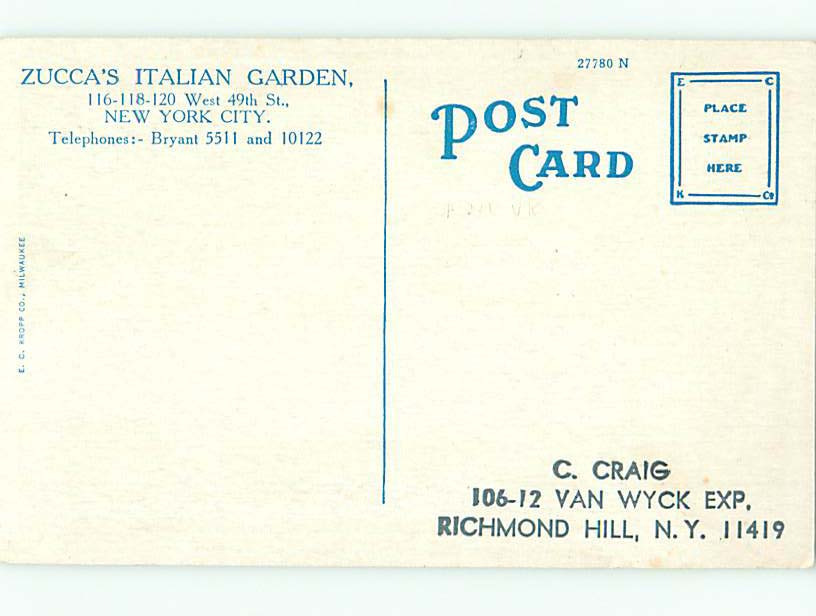 ZUCCA'S ITALIAN GARDEN,
116-118-120 West 49th St.,
NEW YORK CITY.
Telephones:- Bryant 5511 and 10122
E. C. KROPP CO., MILWAUKEE
27780 N
POST
CARD
E C
PLACE
STAMP
HERE
K Co
C. CRAIG
106-12 VAN WYCK EXP.
RICHMOND HILL, N.Y. 11419